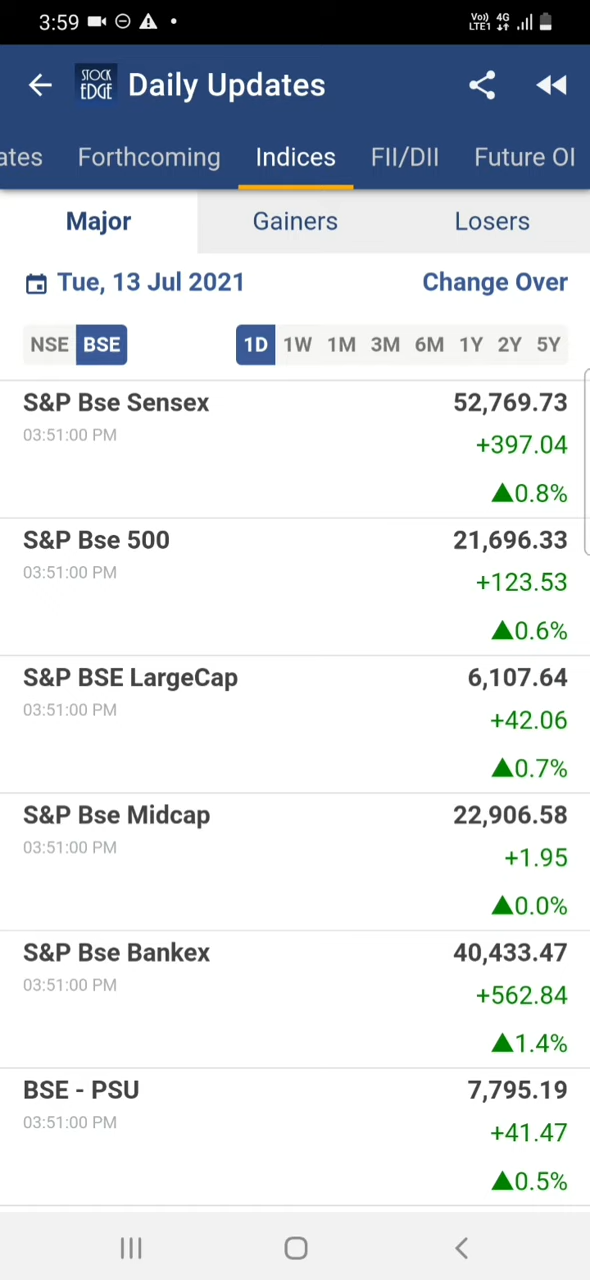 3:59 Vo)) 4G LTE1
STOCK EDGE Daily Updates
ates Forthcoming Indices FII/DII Future OI
Major Gainers Losers
Tue, 13 Jul 2021 Change Over
NSE BSE 1D 1W 1M 3M 6M 1Y 2Y 5Y
S&P Bse Sensex 52,769.73
03:51:00 PM +397.04
▲0.8%
S&P Bse 500 21,696.33
03:51:00 PM +123.53
▲0.6%
S&P BSE LargeCap 6,107.64
03:51:00 PM +42.06
▲0.7%
S&P Bse Midcap 22,906.58
03:51:00 PM +1.95
▲0.0%
S&P Bse Bankex 40,433.47
03:51:00 PM +562.84
▲1.4%
BSE - PSU 7,795.19
03:51:00 PM +41.47
▲0.5%